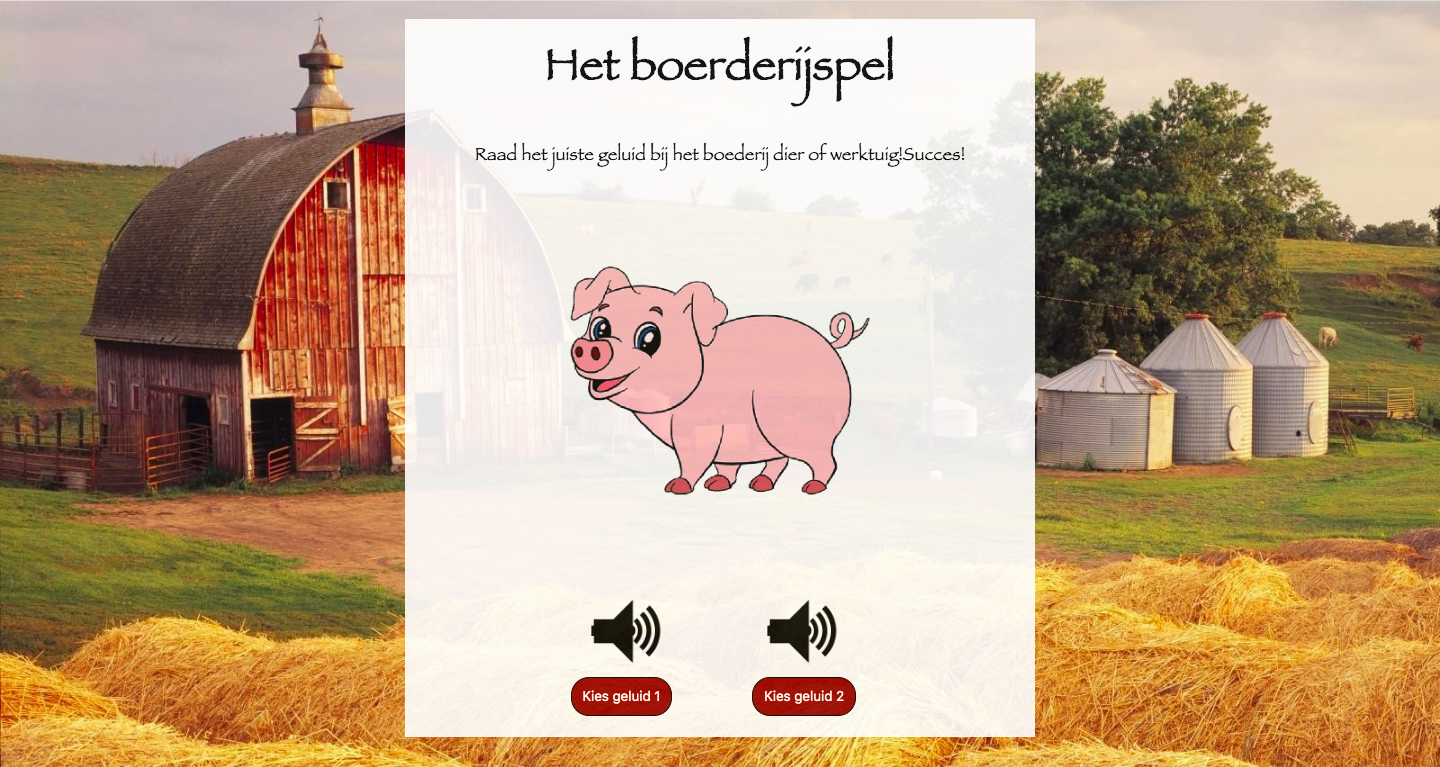 Het boerderijspel
Raad het juiste geluid bij het boederij dier of werktuig!Succes!
Kies geluid 1
Kies geluid 2